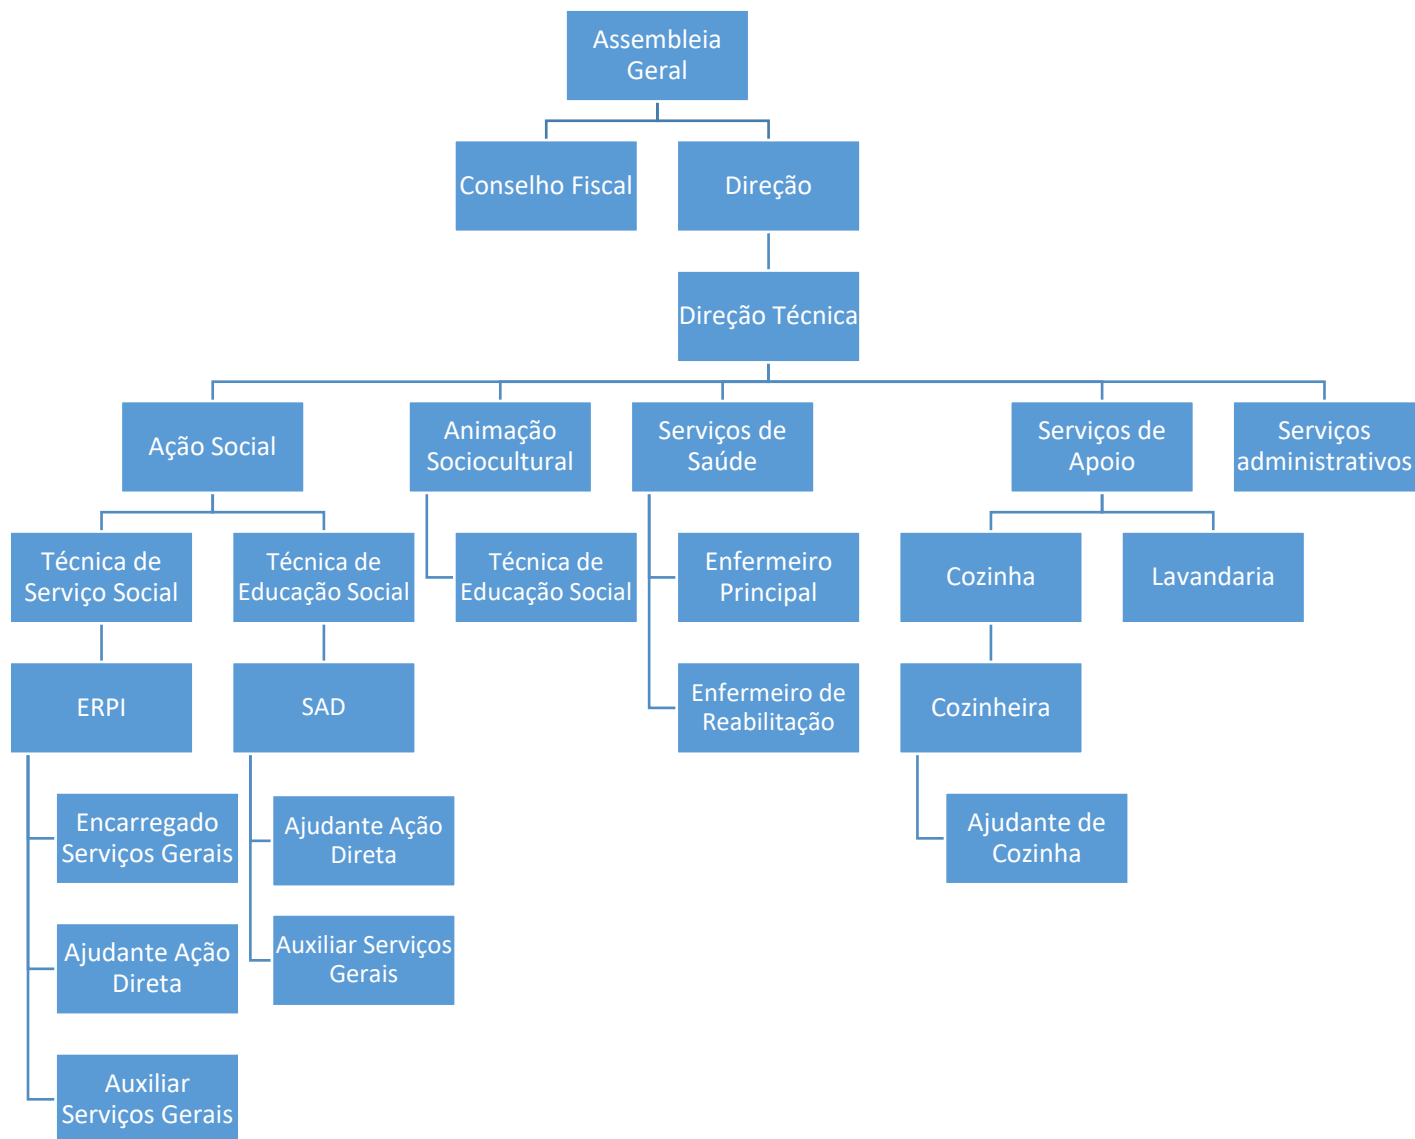 Assembleia
Geral
Conselho Fiscal
Direção
Direção Técnica
Ação Social
Animação
Sociocultural
Serviços de
Saúde
Serviços de
Apoio
Serviços
administrativos
Técnica de
Serviço Social
Técnica de
Educação Social
Técnica de
Educação Social
Enfermeiro
Principal
Cozinha
Lavandaria
ERPI
SAD
Enfermeiro de
Reabilitação
Cozinheira
Encarregado
Serviços Gerais
Ajudante Ação
Direta
Ajudante de
Cozinha
Ajudante Ação
Direta
Auxiliar Serviços
Gerais
Auxiliar
Serviços Gerais